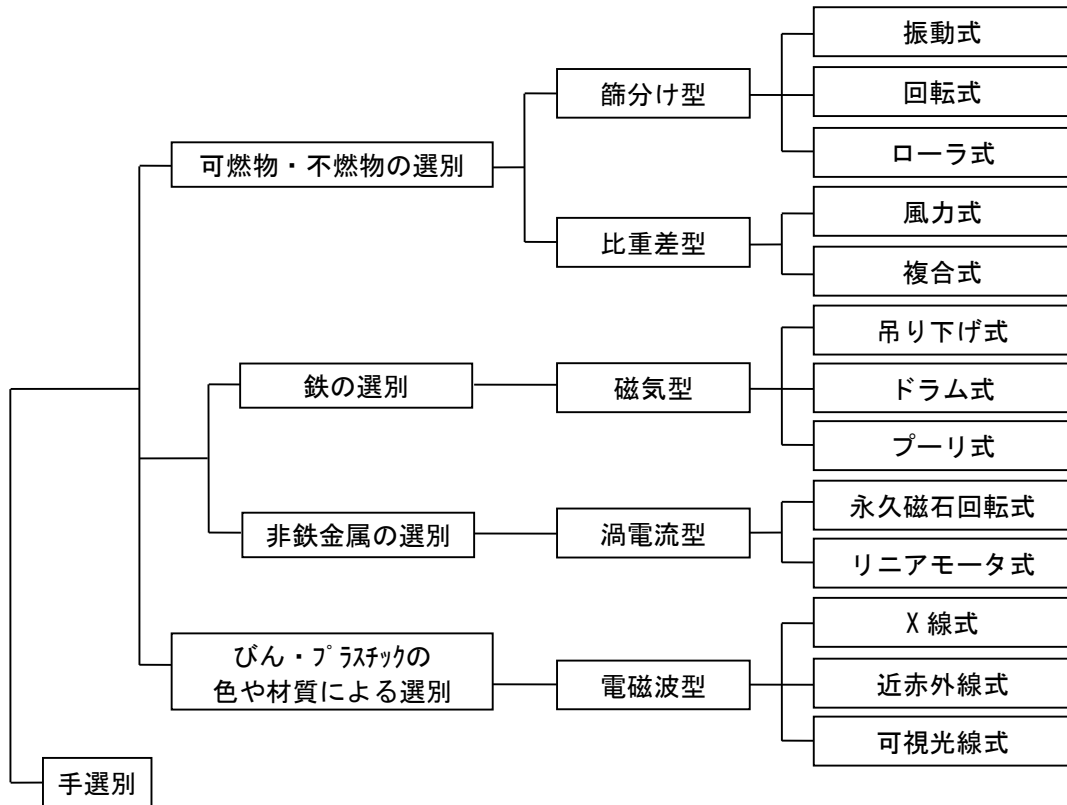 振動式
篩分け型
回転式
ローラ式
可燃物・不燃物の選別
風力式
比重差型
複合式
吊り下げ式
鉄の選別
磁気型
ドラム式
プーリ式
永久磁石回転式
非鉄金属の選別
渦電流型
リニアモータ式
X 線式
びん・プラスチックの
色や材質による選別
電磁波型
近赤外線式
可視光線式
手選別